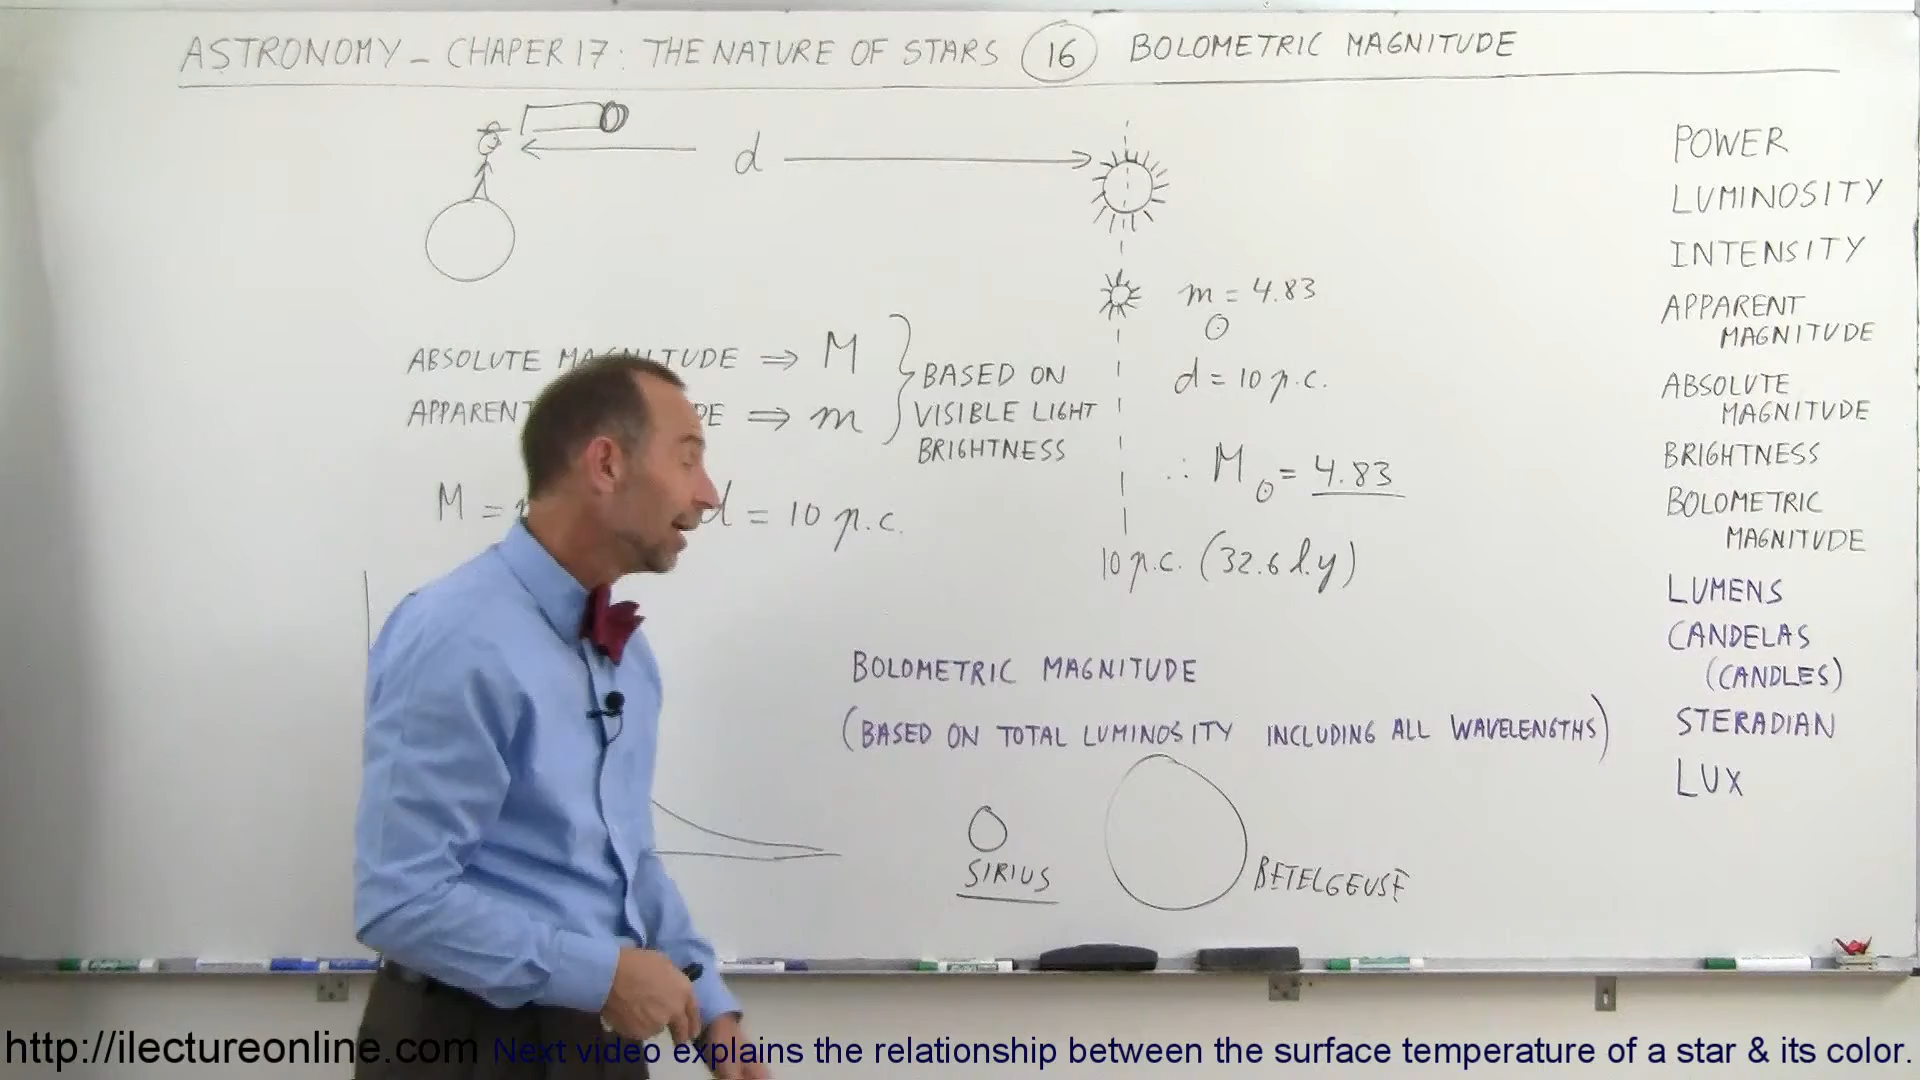 ASTRONOMY - CHAPER 17: THE NATURE OF STARS 16 BOLOMETRIC MAGNITUDE
d
m⊙ = 4.83
d = 10 p.c.
∴ M⊙ = 4.83
10 p.c. (32.6 l.y)
ABSOLUTE MAGNITUDE ⇒ M
APPARENT ⇒ m
BASED ON
VISIBLE LIGHT
BRIGHTNESS
M = d = 10 p.c.
BOLOMETRIC MAGNITUDE
(BASED ON TOTAL LUMINOSITY INCLUDING ALL WAVELENGTHS)
SIRIUS
BETELGEUSE
POWER
LUMINOSITY
INTENSITY
APPARENT
MAGNITUDE
ABSOLUTE
MAGNITUDE
BRIGHTNESS
BOLOMETRIC
MAGNITUDE
LUMENS
CANDELAS
(CANDLES)
STERADIAN
LUX
http://ilectureonline.com Next video explains the relationship between the surface temperature of a star & its color.